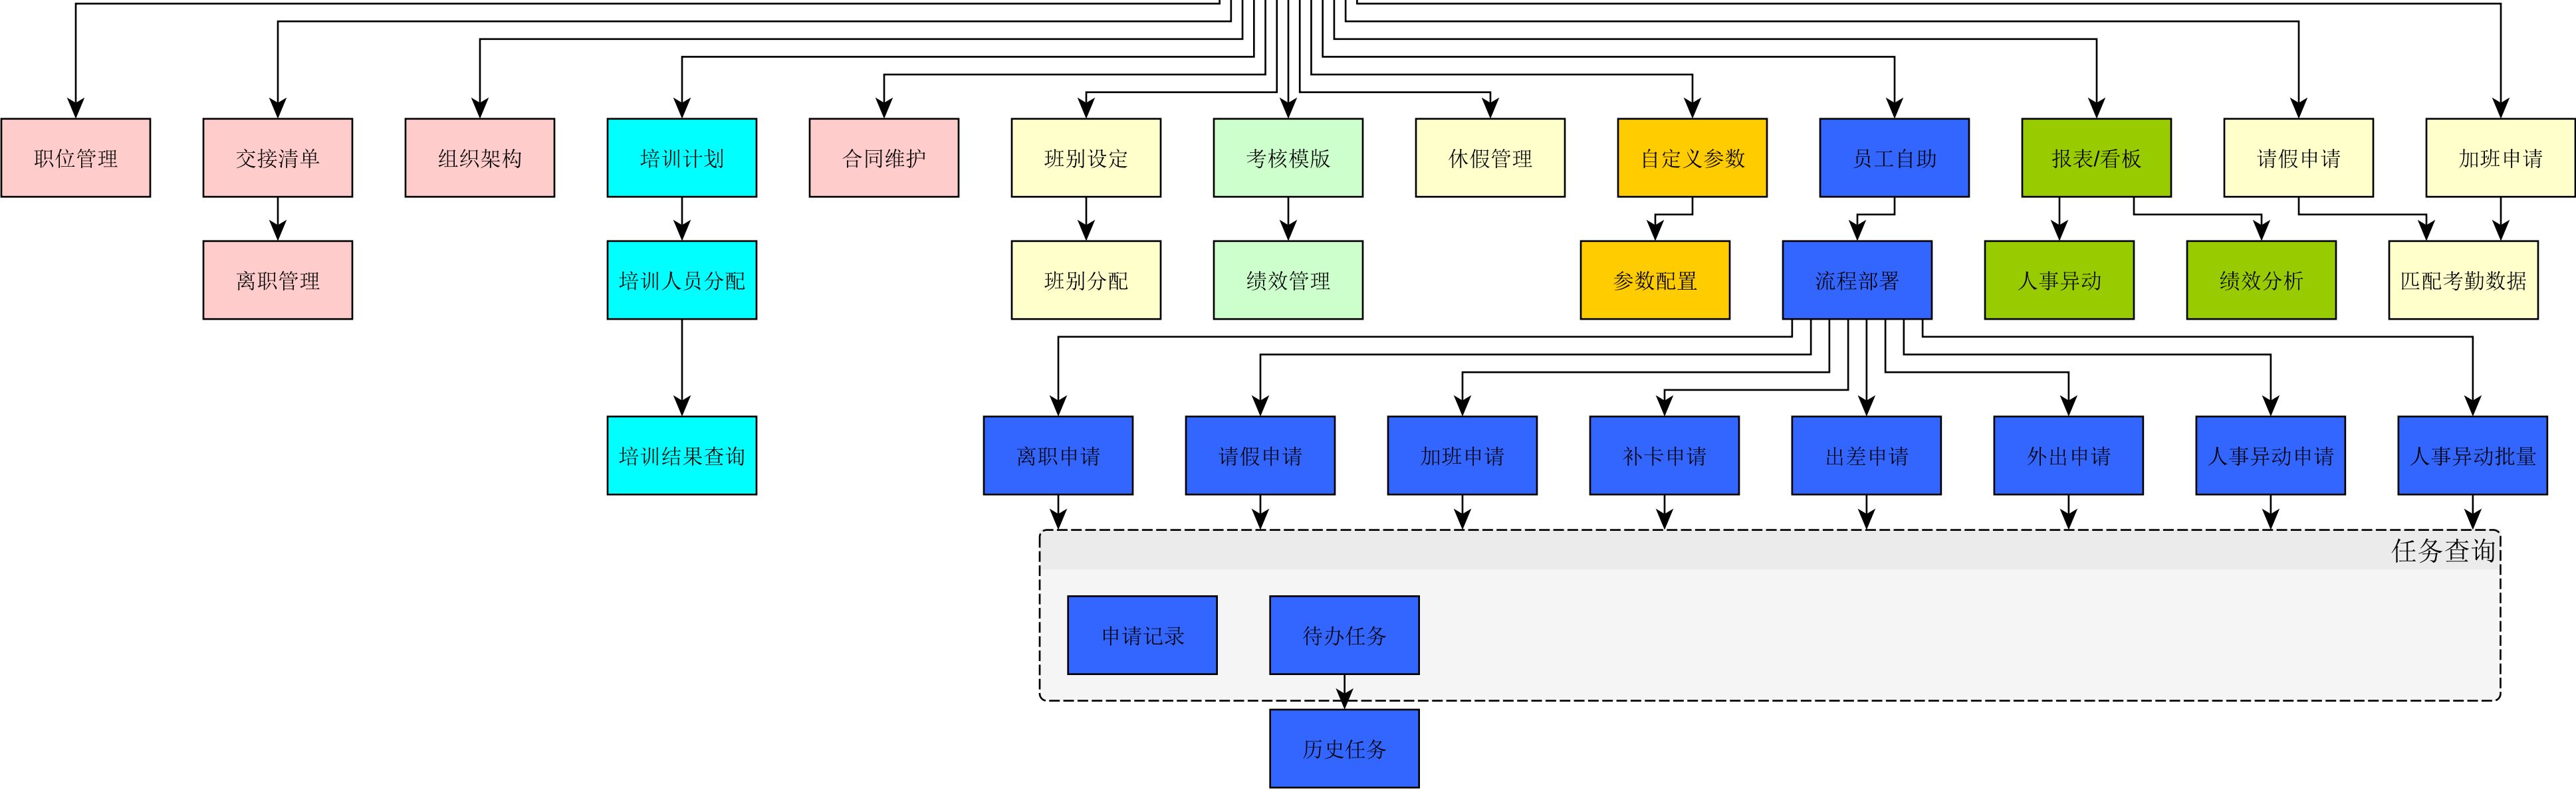 职位管理
交接清单
组织架构
培训计划
合同维护
班别设定
考核模版
休假管理
自定义参数
员工自助
报表/看板
请假申请
加班申请
离职管理
培训人员分配
班别分配
绩效管理
参数配置
流程部署
人事异动
绩效分析
匹配考勤数据
培训结果查询
离职申请
请假申请
加班申请
补卡申请
出差申请
外出申请
人事异动申请
人事异动批量
任务查询
申请记录
待办任务
历史任务